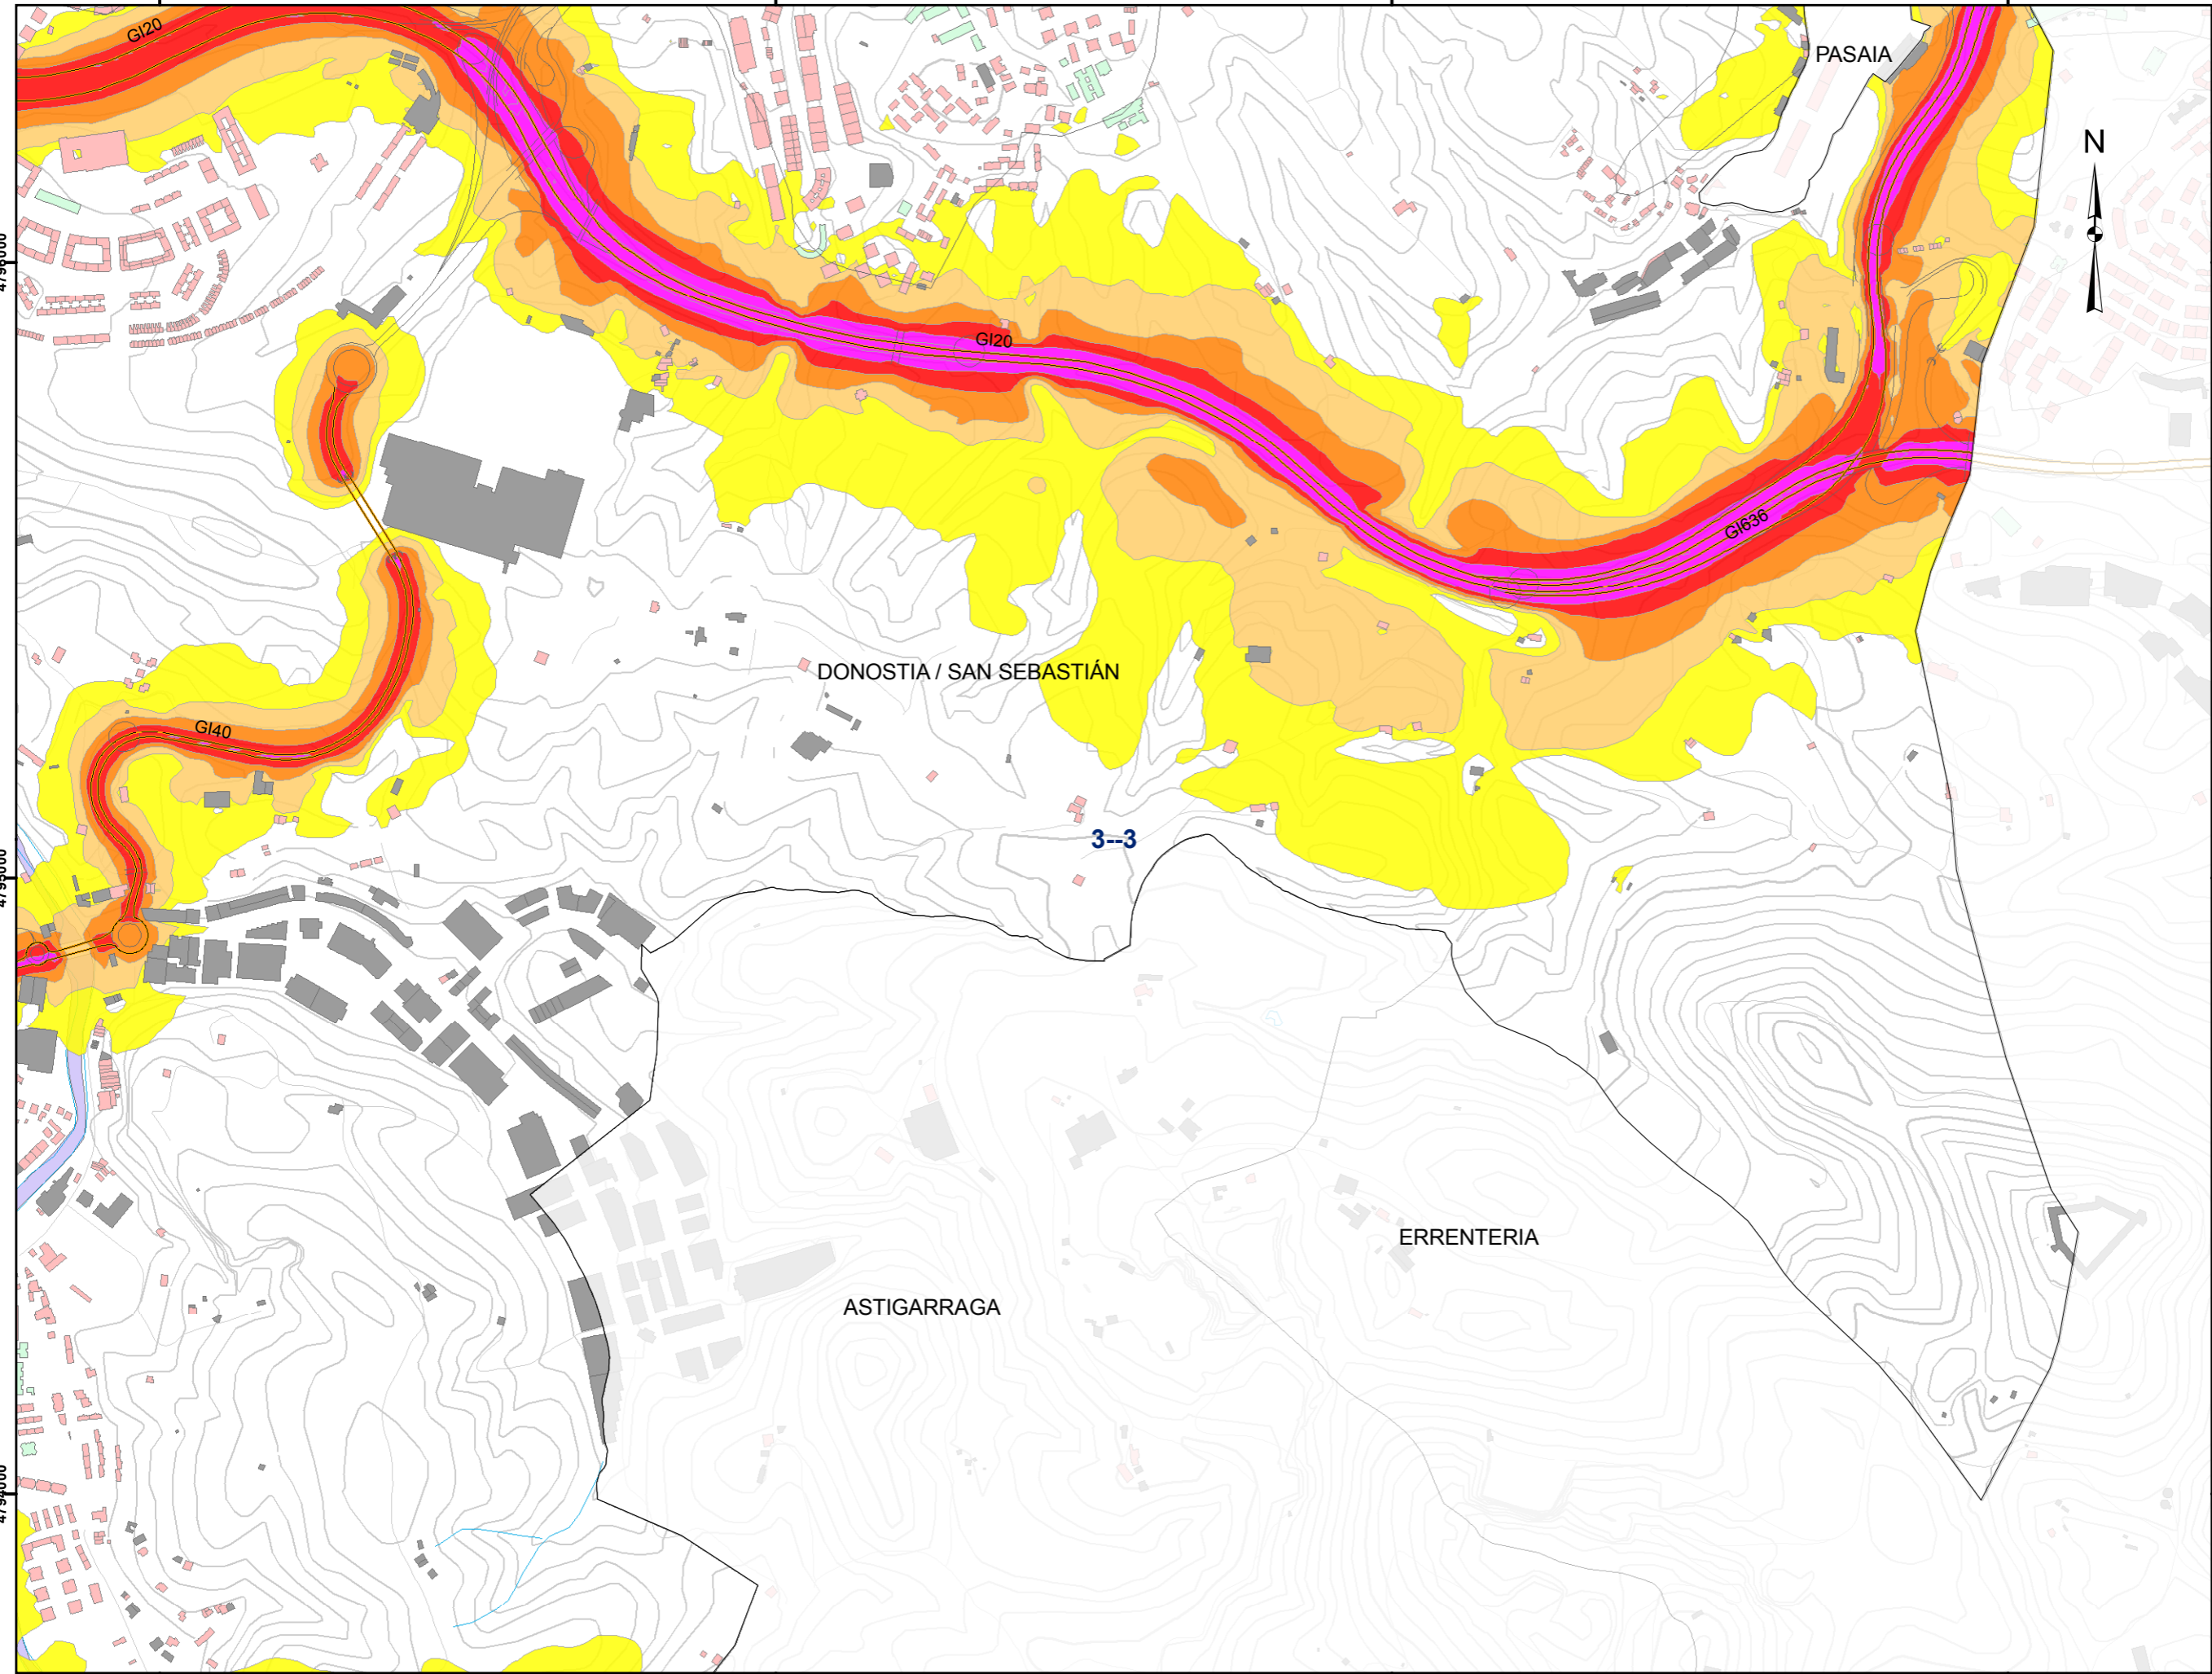 GI20
PASAIA
N
GI20
GI636
DONOSTIA / SAN SEBASTIÁN
GI40
3--3
ERRENTERIA
ASTIGARRAGA